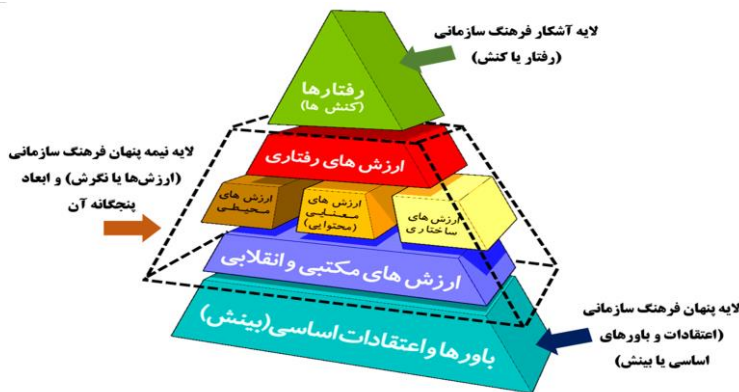 لایه آشکار فرهنگ سازمانی
(رفتار یا کنش)
رفتارها
(کنش ها)
لایه نیمه پنهان فرهنگ سازمانی
(ارزش‌ها یا نگرش) و ابعاد
پنجگانه آن
ارزش های رفتاری
ارزش های
ساختاری
ارزش های
معنایی
(محتوایی)
ارزش های
محیطی
ارزش های مکتبی و انقلابی
باورها و اعتقادات اساسی(بینش)
لایه پنهان فرهنگ سازمانی
(اعتقادات و باورهای
اساسی یا بینش)